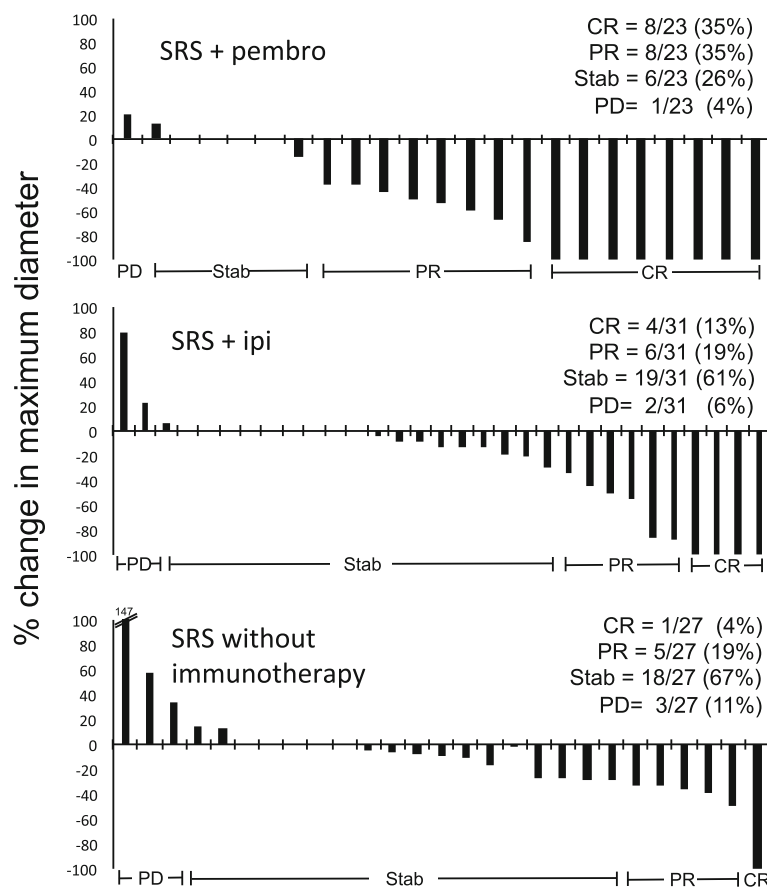 % change in maximum diameter
100
80
60
40
20
0
-20
-40
-60
-80
-100
SRS + pembro
CR = 8/23 (35%)
PR = 8/23 (35%)
Stab = 6/23 (26%)
PD= 1/23 (4%)
PD Stab PR CR
100
80
60
40
20
0
-20
-40
-60
-80
-100
SRS + ipi
CR = 4/31 (13%)
PR = 6/31 (19%)
Stab = 19/31 (61%)
PD= 2/31 (6%)
PD Stab PR CR
100
80
60
40
20
0
-20
-40
-60
-80
-100
147
SRS without
immunotherapy
CR = 1/27 (4%)
PR = 5/27 (19%)
Stab = 18/27 (67%)
PD= 3/27 (11%)
PD Stab PR CR